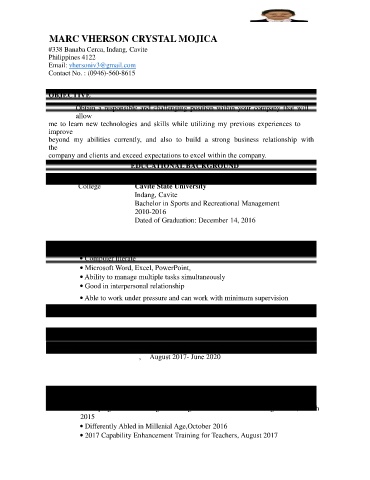 MARC VHERSON CRYSTAL MOJICA
#338 Banaba Cerca, Indang, Cavite
Philippines 4122
Email: vhersoniv3@gmail.com
Contact No. : (0946)-560-8615
OBJECTIVE
Obtain a responsible and challenging position within your company that will
allow
me to learn new technologies and skills while utilizing my previous experiences to
improve
beyond my abilities currently, and also to build a strong business relationship with
the
company and clients and exceed expectations to excel within the company.
EDUCATIONAL BACKGROUND
College Cavite State University
Indang, Cavite
Bachelor in Sports and Recreational Management
2010-2016
Dated of Graduation: December 14, 2016
• Computer literate
• Microsoft Word, Excel, PowerPoint,
• Ability to manage multiple tasks simultaneously
• Good in interpersonal relationship
• Able to work under pressure and can work with minimum supervision
, August 2017- June 2020
2015
• Differently Abled in Millenial Age,October 2016
• 2017 Capability Enhancement Training for Teachers, August 2017